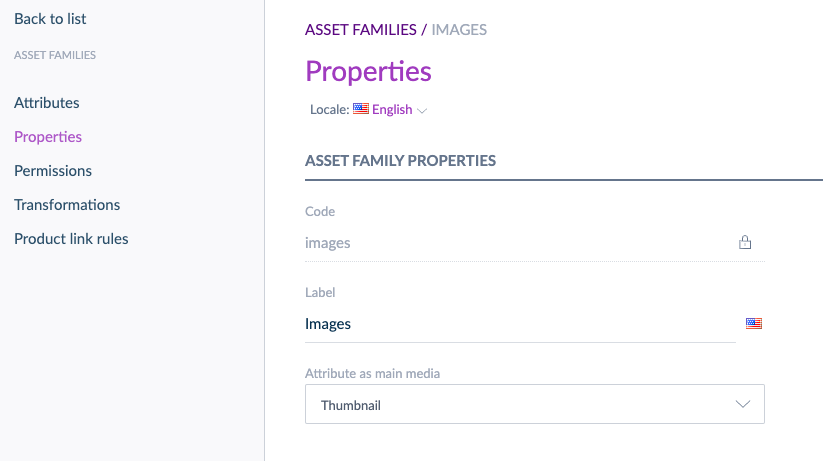 Back to list
ASSET FAMILIES
Attributes
Properties
Permissions
Transformations
Product link rules
ASSET FAMILIES / IMAGES
Properties
Locale: English
ASSET FAMILY PROPERTIES
Code
images
Label
Images
Attribute as main media
Thumbnail